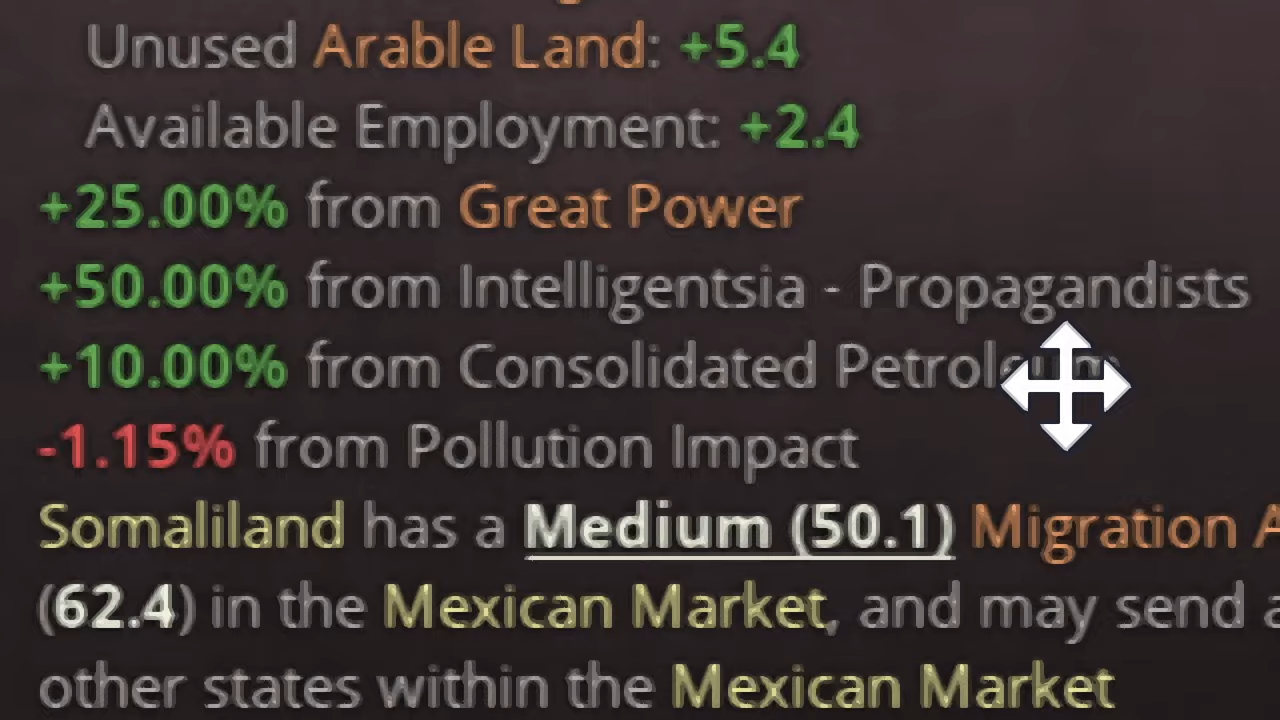 Unused Arable Land: +5.4
Available Employment: +2.4
+25.00% from Great Power
+50.00% from Intelligentsia - Propagandists
+10.00% from Consolidated Petroleum
-1.15% from Pollution Impact
Somaliland has a Medium (50.1) Migration
(62.4) in the Mexican Market, and may send
other states within the Mexican Market